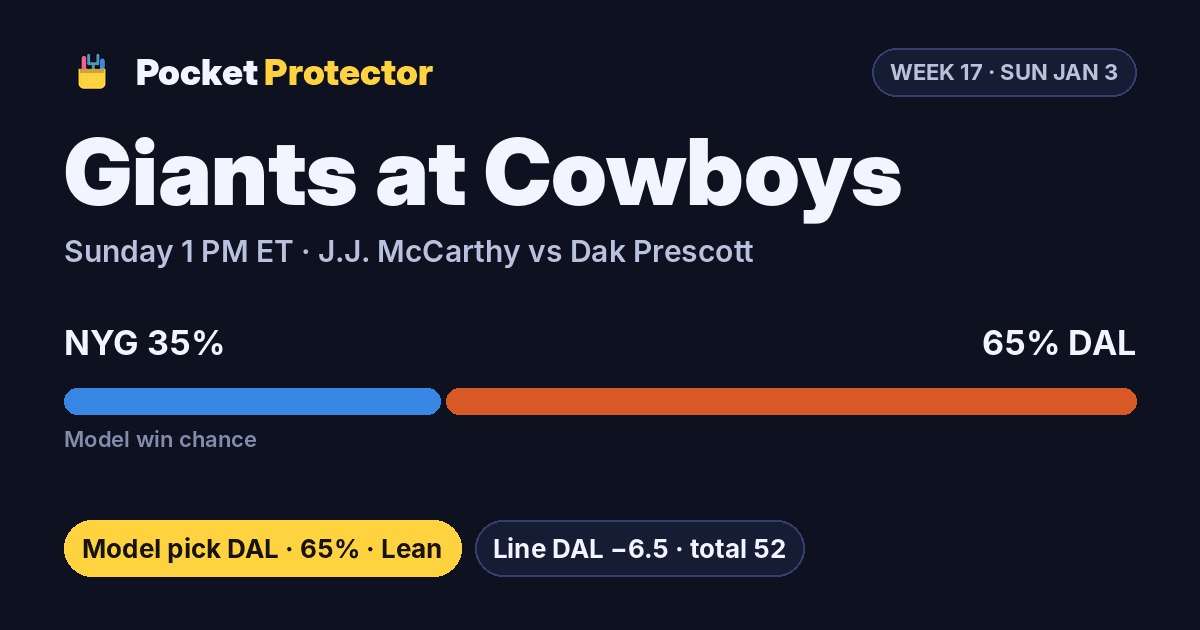 Pocket Protector
WEEK 17 · SUN JAN 3
Giants at Cowboys
Sunday 1 PM ET · J.J. McCarthy vs Dak Prescott
NYG 35%
65% DAL
Model win chance
Model pick DAL · 65% · Lean
Line DAL −6.5 · total 52